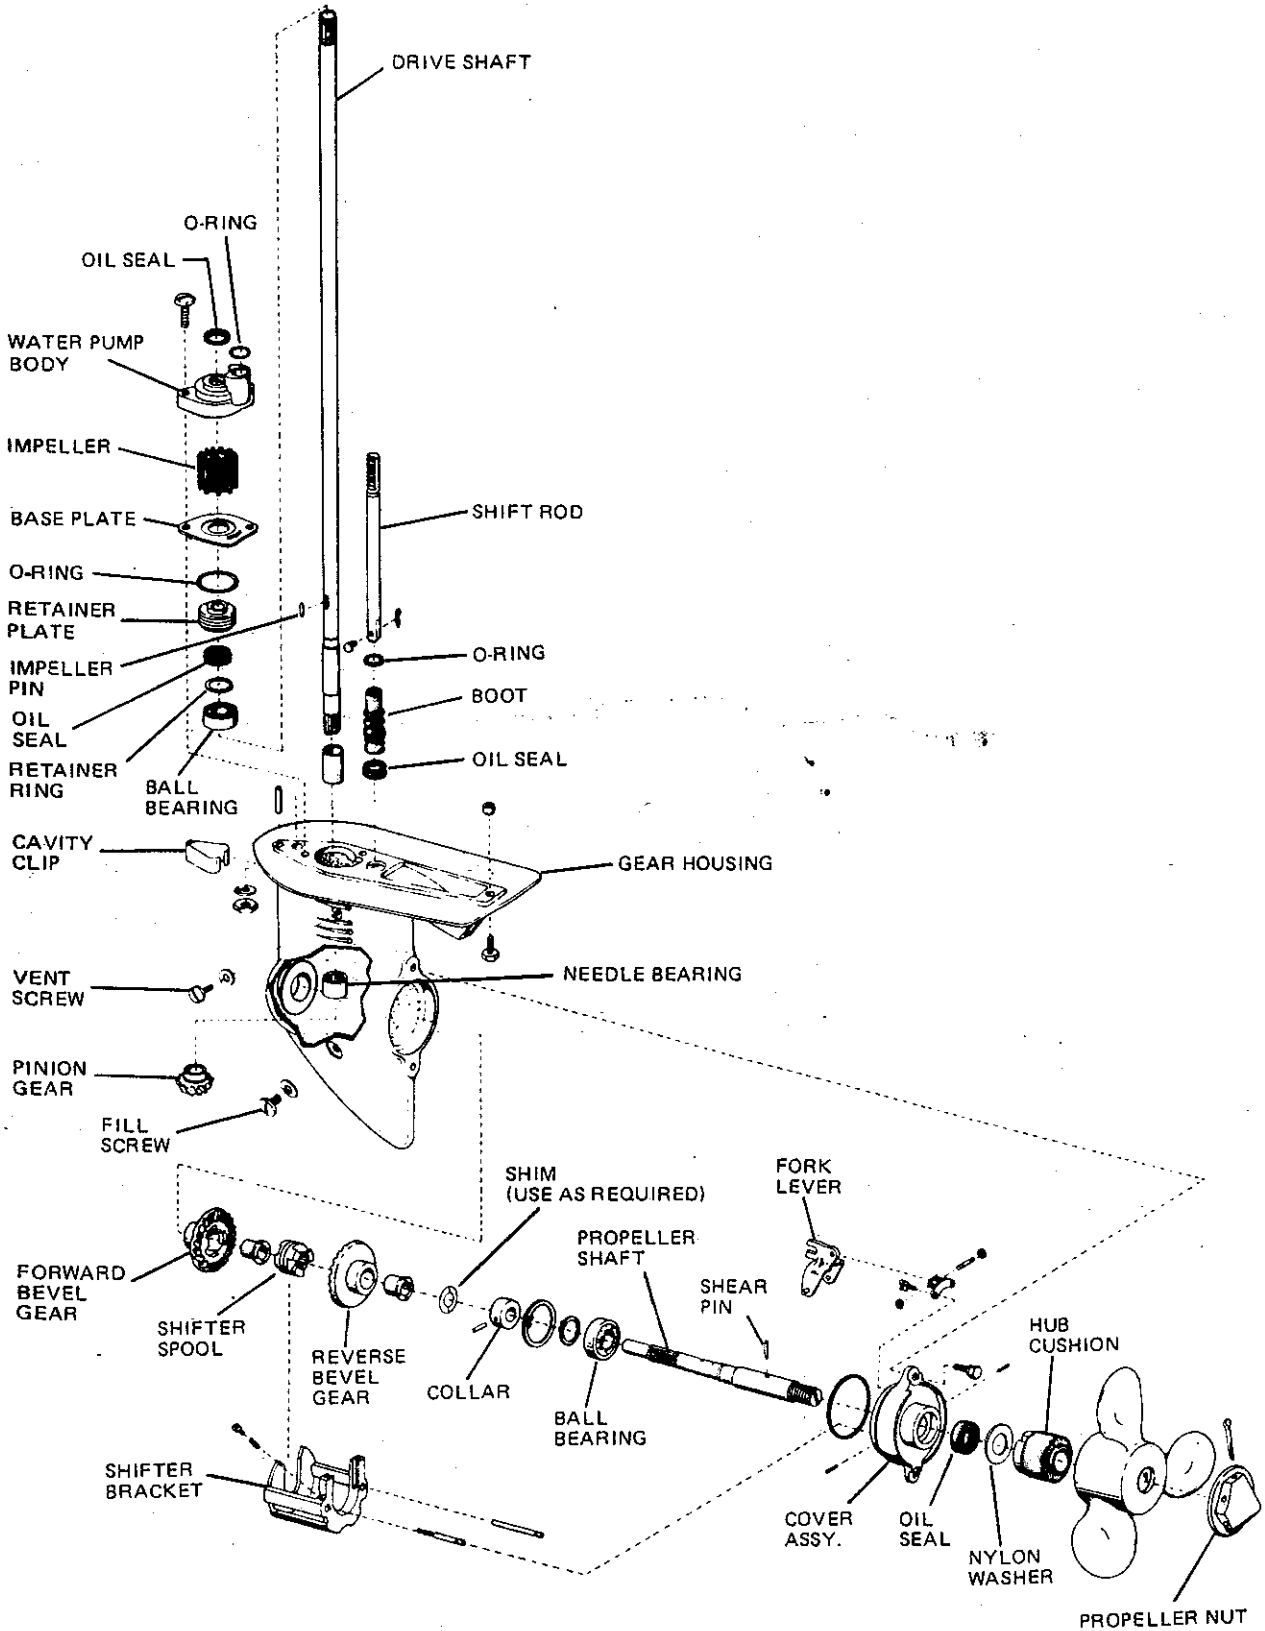 DRIVE SHAFT
O-RING
OIL SEAL
WATER PUMP
BODY
IMPELLER
BASE PLATE
SHIFT ROD
O-RING
RETAINER
PLATE
IMPELLER
PIN
O-RING
BOOT
OIL
SEAL
OIL SEAL
RETAINER
RING
BALL
BEARING
CAVITY
CLIP
GEAR HOUSING
VENT
SCREW
NEEDLE BEARING
PINION
GEAR
FILL
SCREW
SHIM
(USE AS REQUIRED)
FORK
LEVER
PROPELLER
SHAFT
SHEAR
PIN
FORWARD
BEVEL
GEAR
SHIFTER
SPOOL
REVERSE
BEVEL
GEAR
COLLAR
BALL
BEARING
HUB
CUSHION
SHIFTER
BRACKET
COVER
ASSY.
OIL
SEAL
NYLON
WASHER
PROPELLER NUT